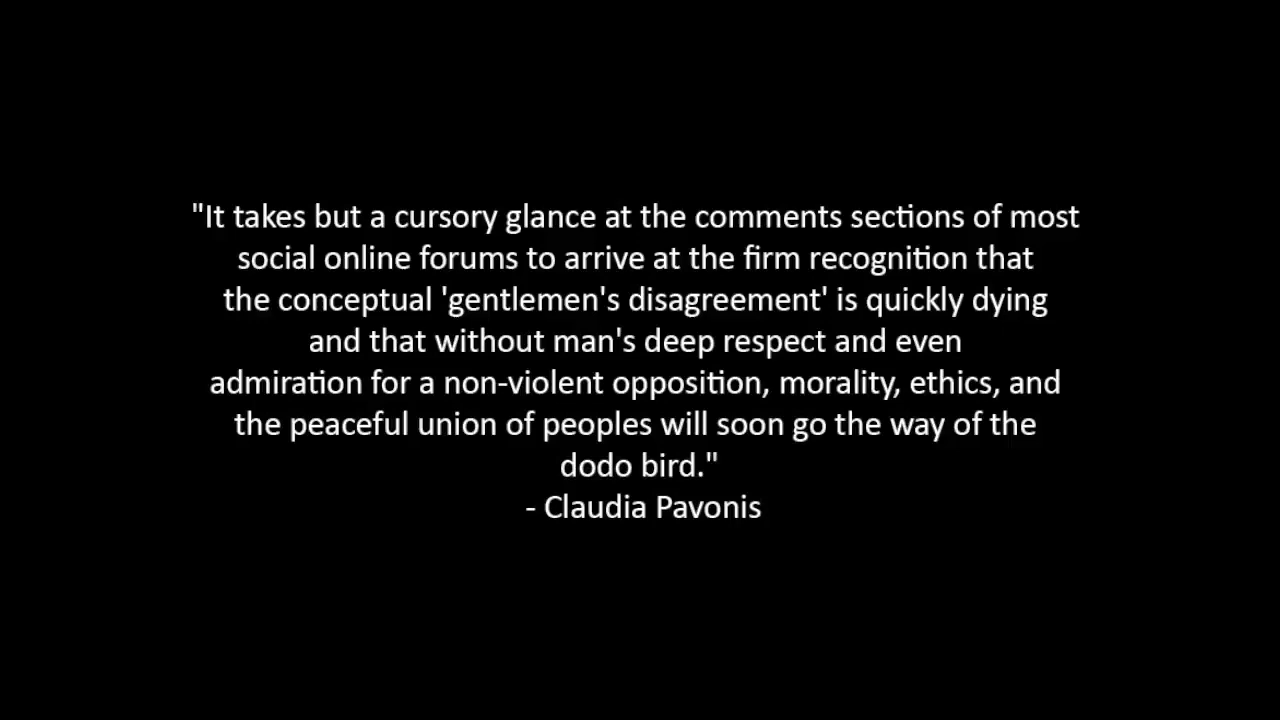 "It takes but a cursory glance at the comments sections of most
social online forums to arrive at the firm recognition that
the conceptual 'gentlemen's disagreement' is quickly dying
and that without man's deep respect and even
admiration for a non-violent opposition, morality, ethics, and
the peaceful union of peoples will soon go the way of the
dodo bird."
- Claudia Pavonis